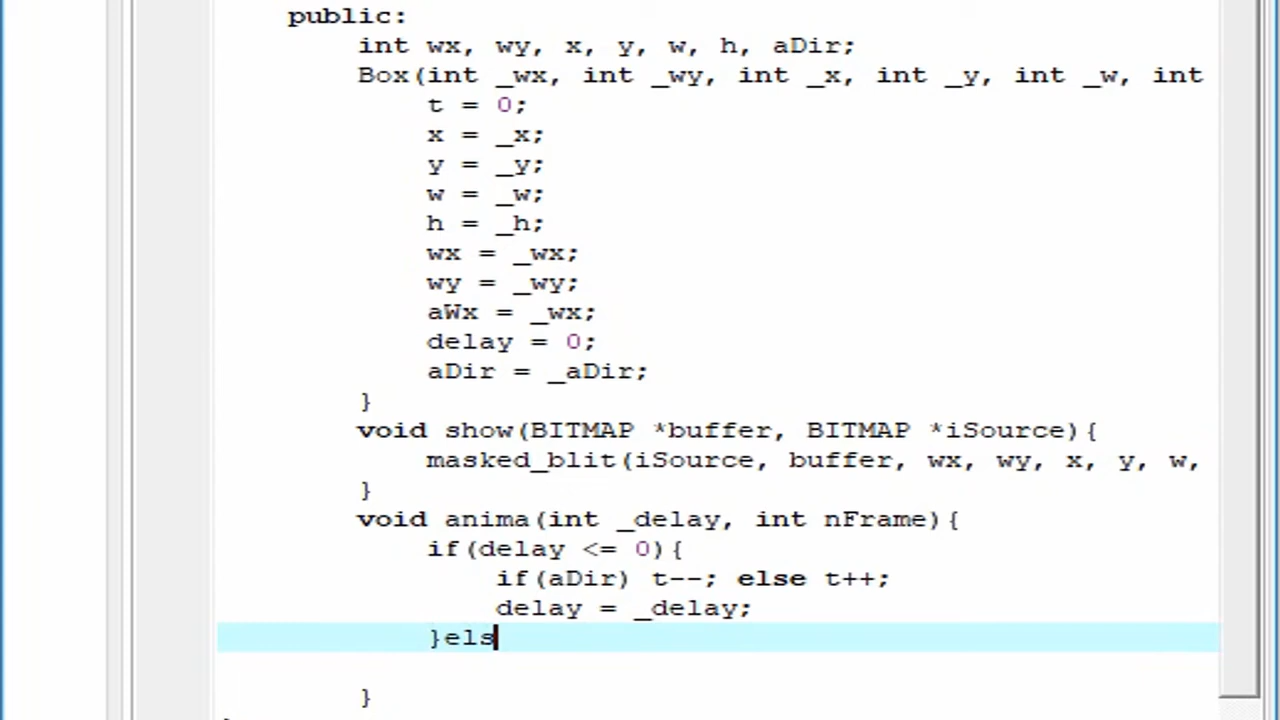 public:
int wx, wy, x, y, w, h, aDir;
Box(int _wx, int _wy, int _x, int _y, int _w, int
t = 0;
x = _x;
y = _y;
w = _w;
h = _h;
wx = _wx;
wy = _wy;
aWx = _wx;
delay = 0;
aDir = _aDir;
}
void show(BITMAP *buffer, BITMAP *iSource){
masked_blit(iSource, buffer, wx, wy, x, y, w,
}
void anima(int _delay, int nFrame){
if(delay <= 0){
if(aDir) t--; else t++;
delay = _delay;
}els
}